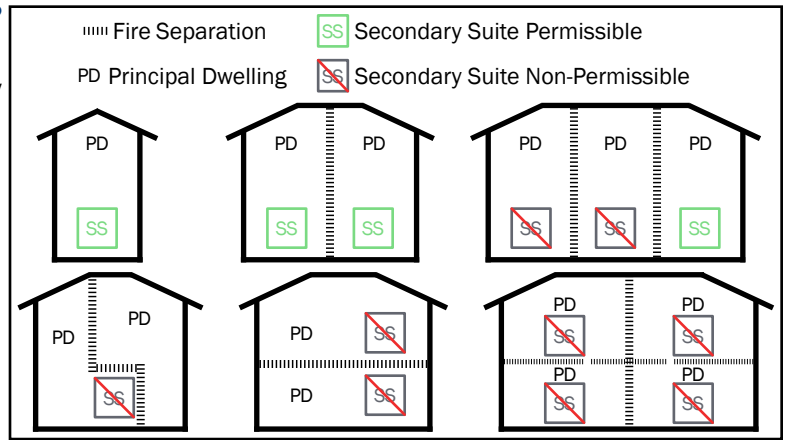 Fire Separation SS Secondary Suite Permissible
PD Principal Dwelling SS Secondary Suite Non-Permissible
PD PD PD PD PD PD
SS SS SS SS SS SS
PD PD PD SS PD PD
SS SS
PD SS PD PD
SS SS SS